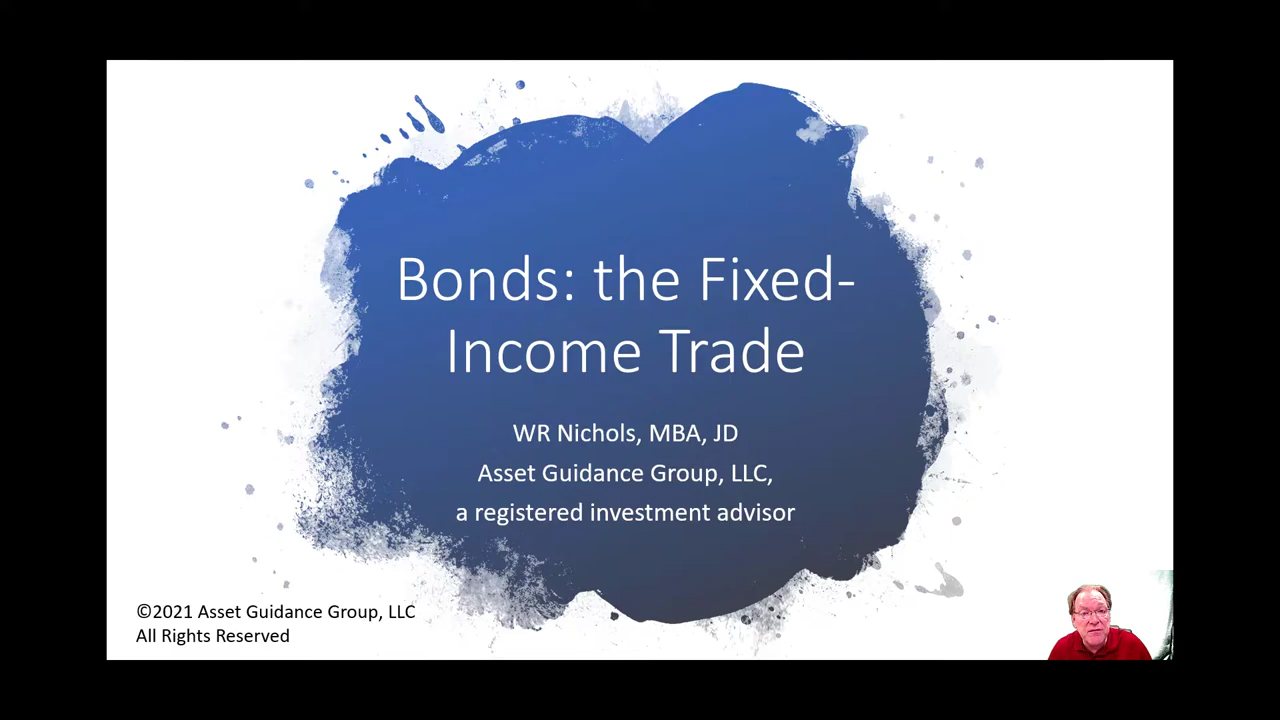 Bonds: the Fixed-
Income Trade
WR Nichols, MBA, JD
Asset Guidance Group, LLC,
a registered investment advisor
©2021 Asset Guidance Group, LLC
All Rights Reserved